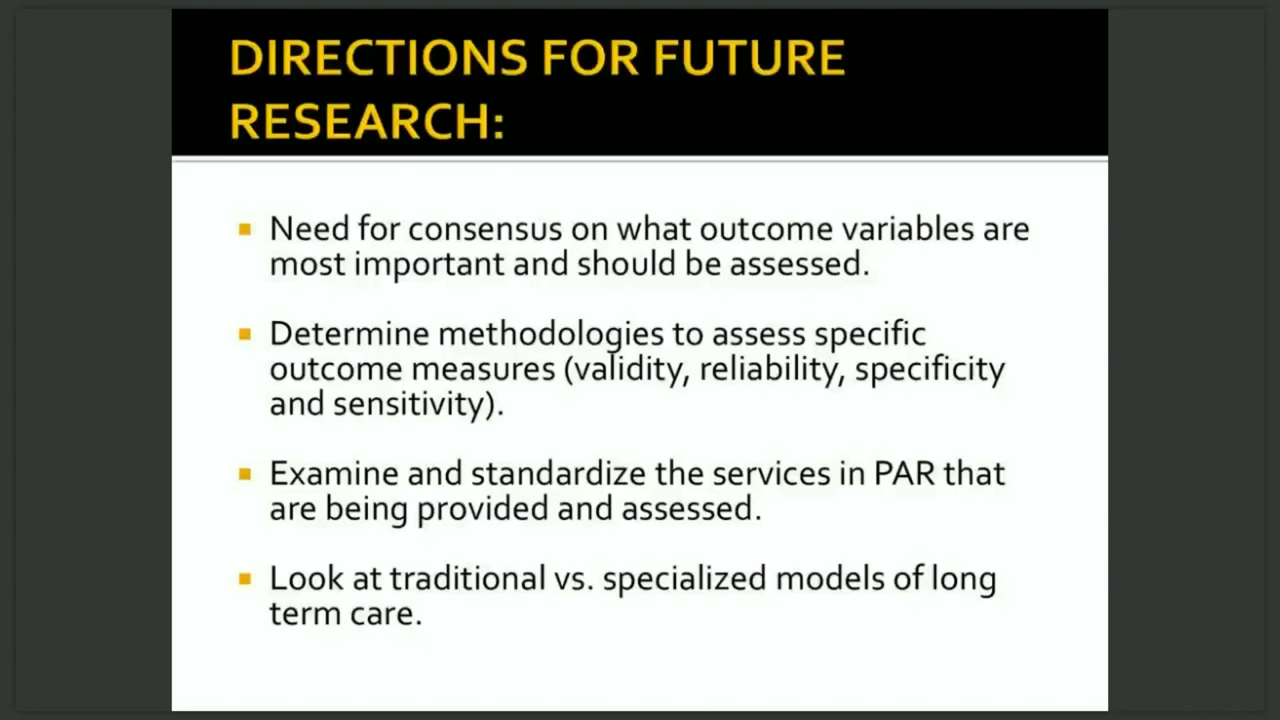 DIRECTIONS FOR FUTURE
RESEARCH:
Need for consensus on what outcome variables are
most important and should be assessed.
Determine methodologies to assess specific
outcome measures (validity, reliability, specificity
and sensitivity).
Examine and standardize the services in PAR that
are being provided and assessed.
Look at traditional vs. specialized models of long
term care.